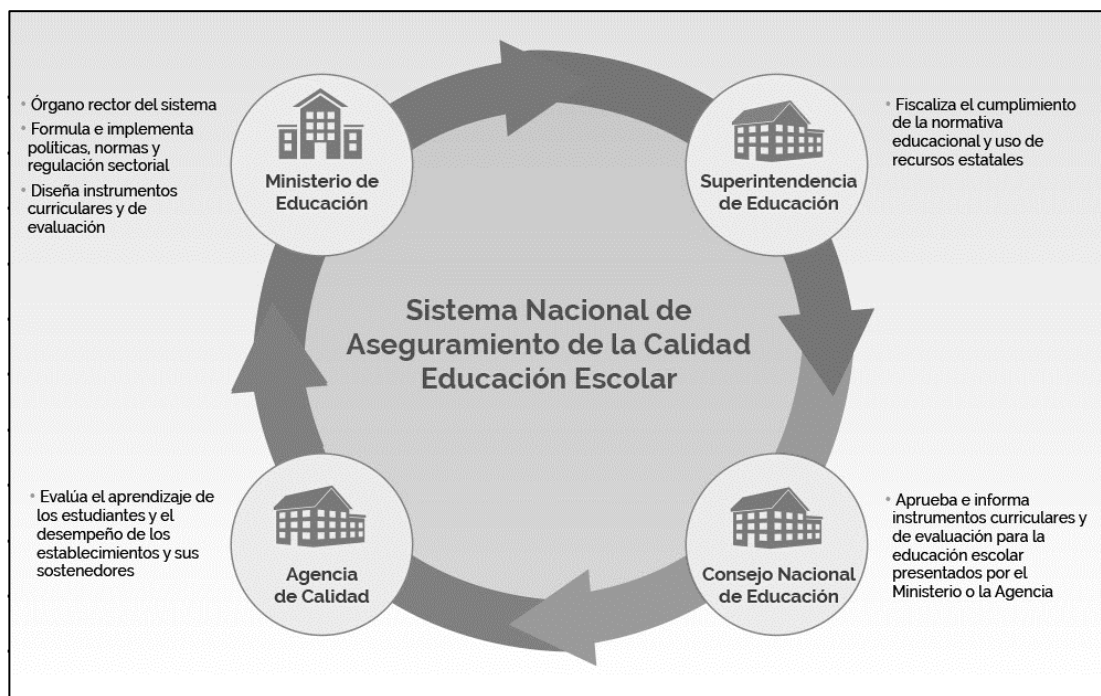 • Órgano rector del sistema
• Formula e implementa
políticas, normas y
regulación sectorial
• Diseña instrumentos
curriculares y de
evaluación
Ministerio de
Educación
Superintendencia
de Educación
• Fiscaliza el cumplimiento
de la normativa
educacional y uso de
recursos estatales
Sistema Nacional de
Aseguramiento de la Calidad
Educación Escolar
• Evalúa el aprendizaje de
los estudiantes y el
desempeño de los
establecimientos y sus
sostenedores
Agencia
de Calidad
Consejo Nacional
de Educación
• Aprueba e informa
instrumentos curriculares y
de evaluación para la
educación escolar
presentados por el
Ministerio o la Agencia